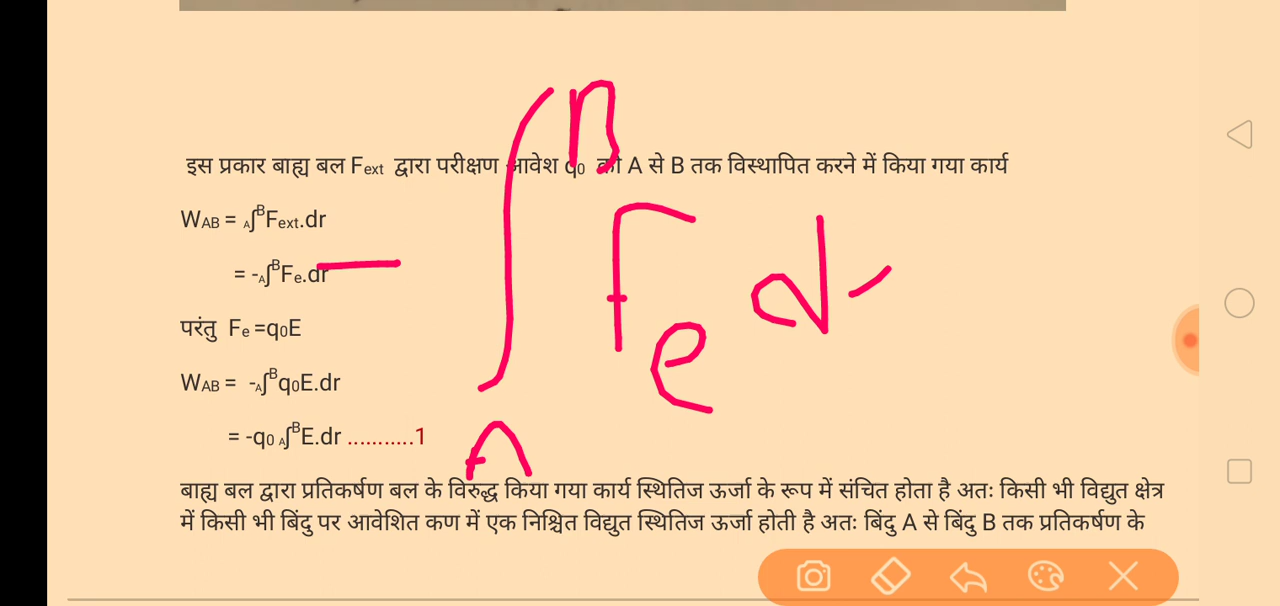 इस प्रकार बाह्य बल Fext द्वारा परीक्षण आवेश q0 को A से B तक विस्थापित करने में किया गया कार्य
WAB = A∫BFext.dr
= -A∫BFe.dr
परंतु Fe =q0E
WAB = -A∫Bq0E.dr
= -q0 A∫BE.dr ...........1
— ∫ B A Fe dr
बाह्य बल द्वारा प्रतिकर्षण बल के विरुद्ध किया गया कार्य स्थितिज ऊर्जा के रूप में संचित होता है अतः किसी भी विद्युत क्षेत्र
में किसी भी बिंदु पर आवेशित कण में एक निश्चित विद्युत स्थितिज ऊर्जा होती है अतः बिंदु A से बिंदु B तक प्रतिकर्षण के